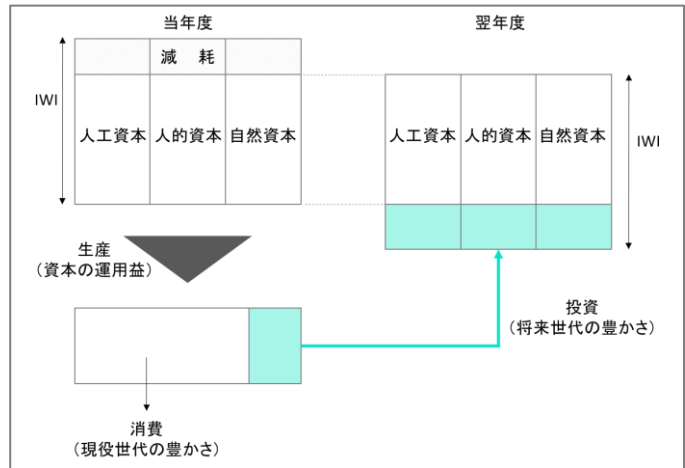 当年度
翌年度
減 耗
IWI
人工資本
人的資本
自然資本
人工資本
人的資本
自然資本
IWI
生産
(資本の運用益)
投資
(将来世代の豊かさ)
消費
(現役世代の豊かさ)